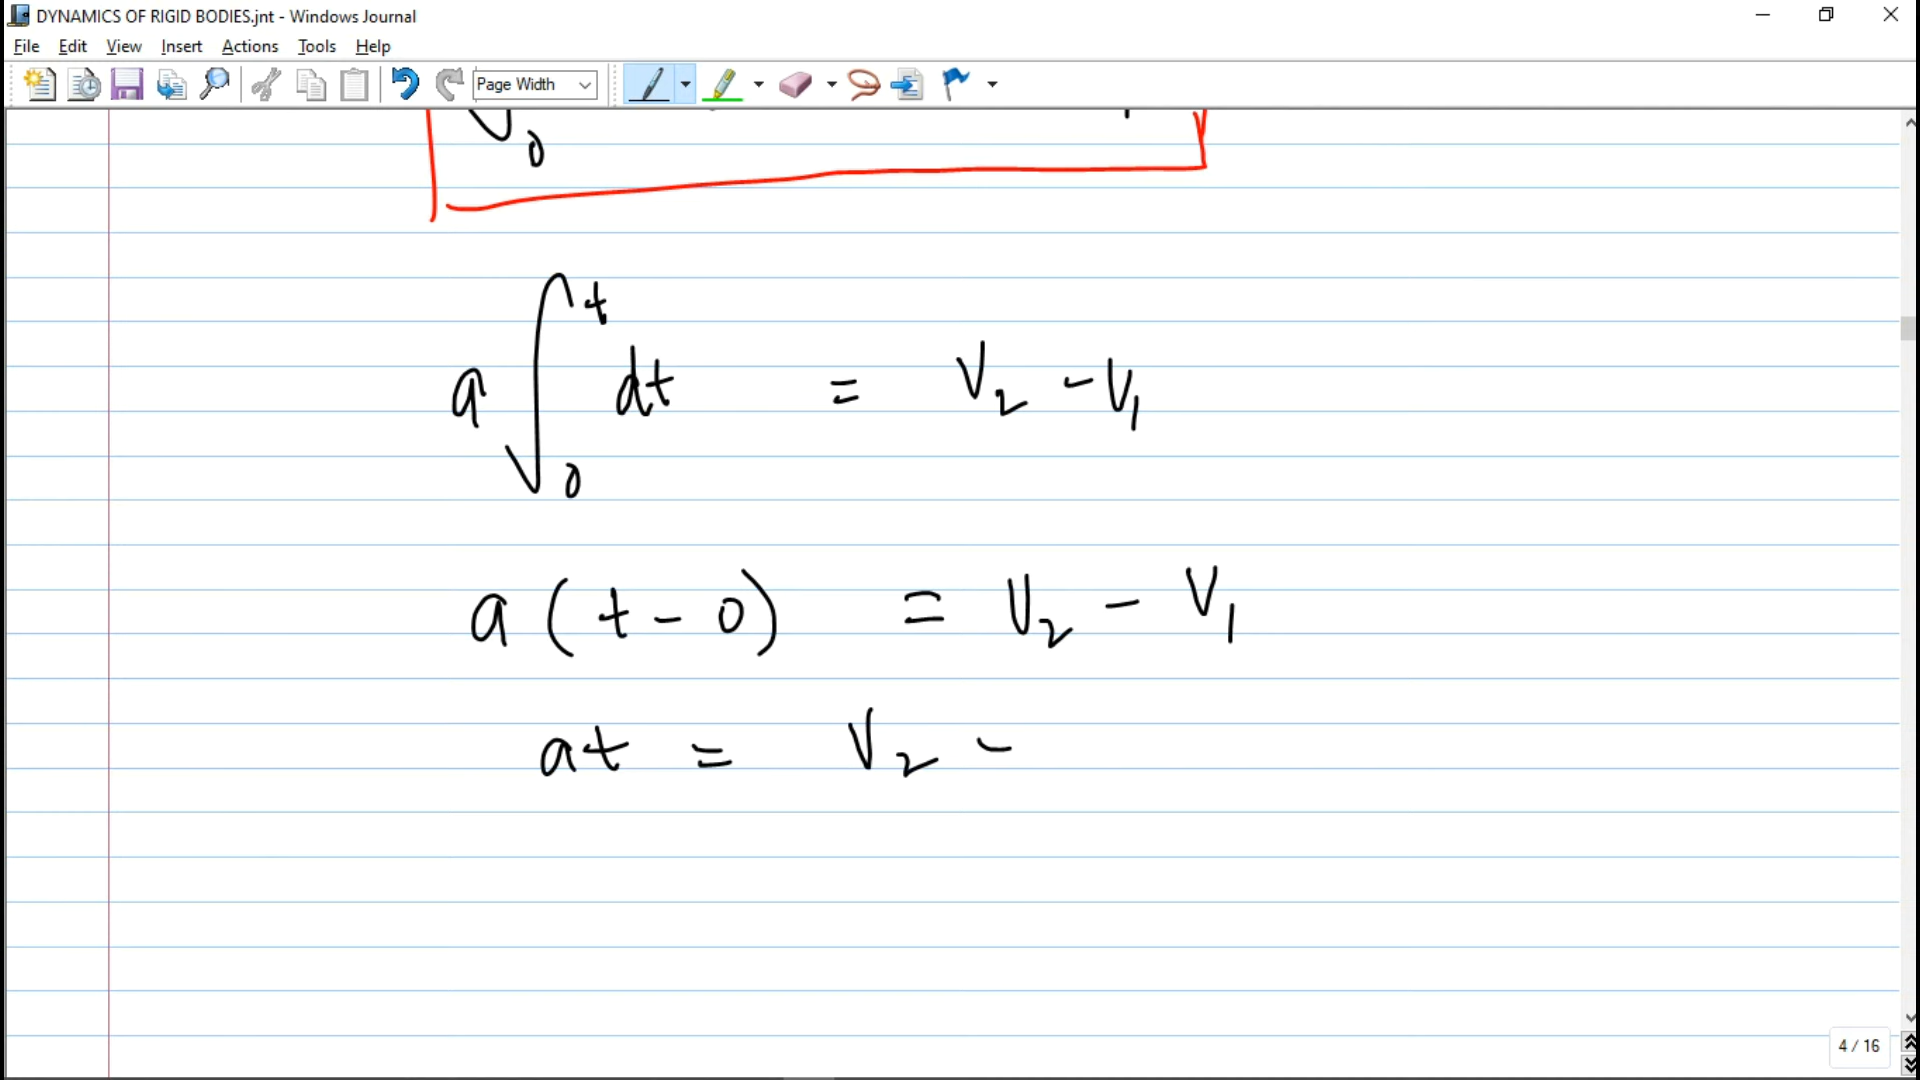 DYNAMICS OF RIGID BODIES.jnt - Windows Journal
File Edit View Insert Actions Tools Help
Page Width
0
a ∫₀ᵗ dt = V₂ - V₁
a ( t - 0 ) = V₂ - V₁
at = V₂ -
4 / 16